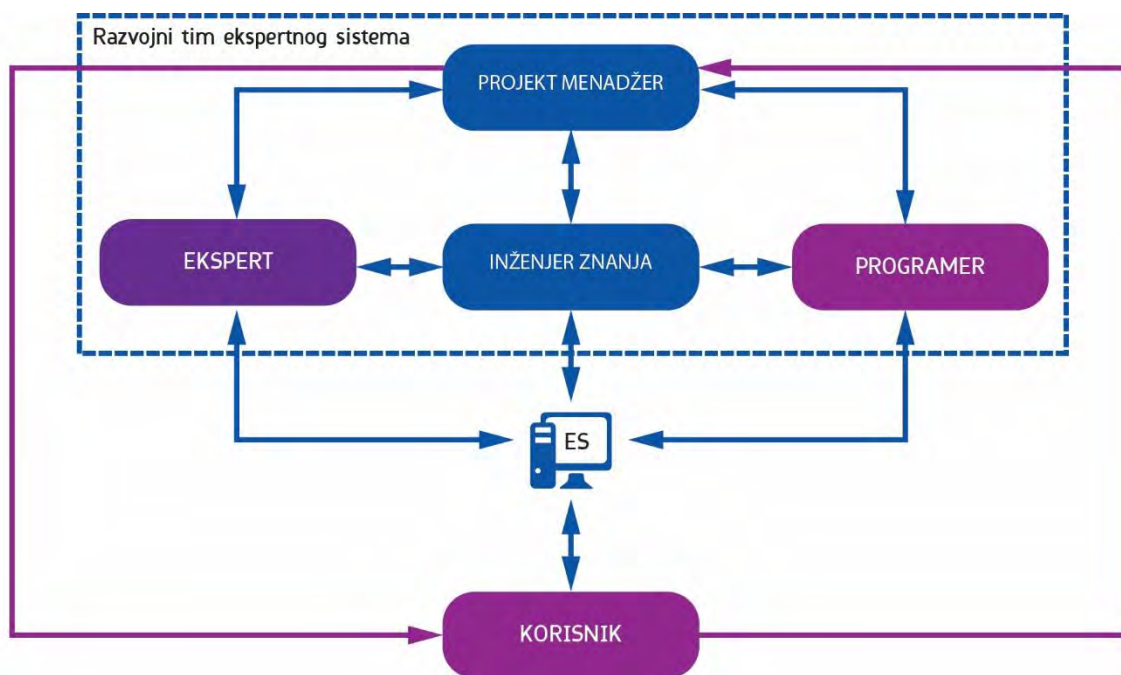 Razvojni tim ekspertnog sistema
PROJEKT MENADŽER
EKSPERT
INŽENJER ZNANJA
PROGRAMER
ES
KORISNIK